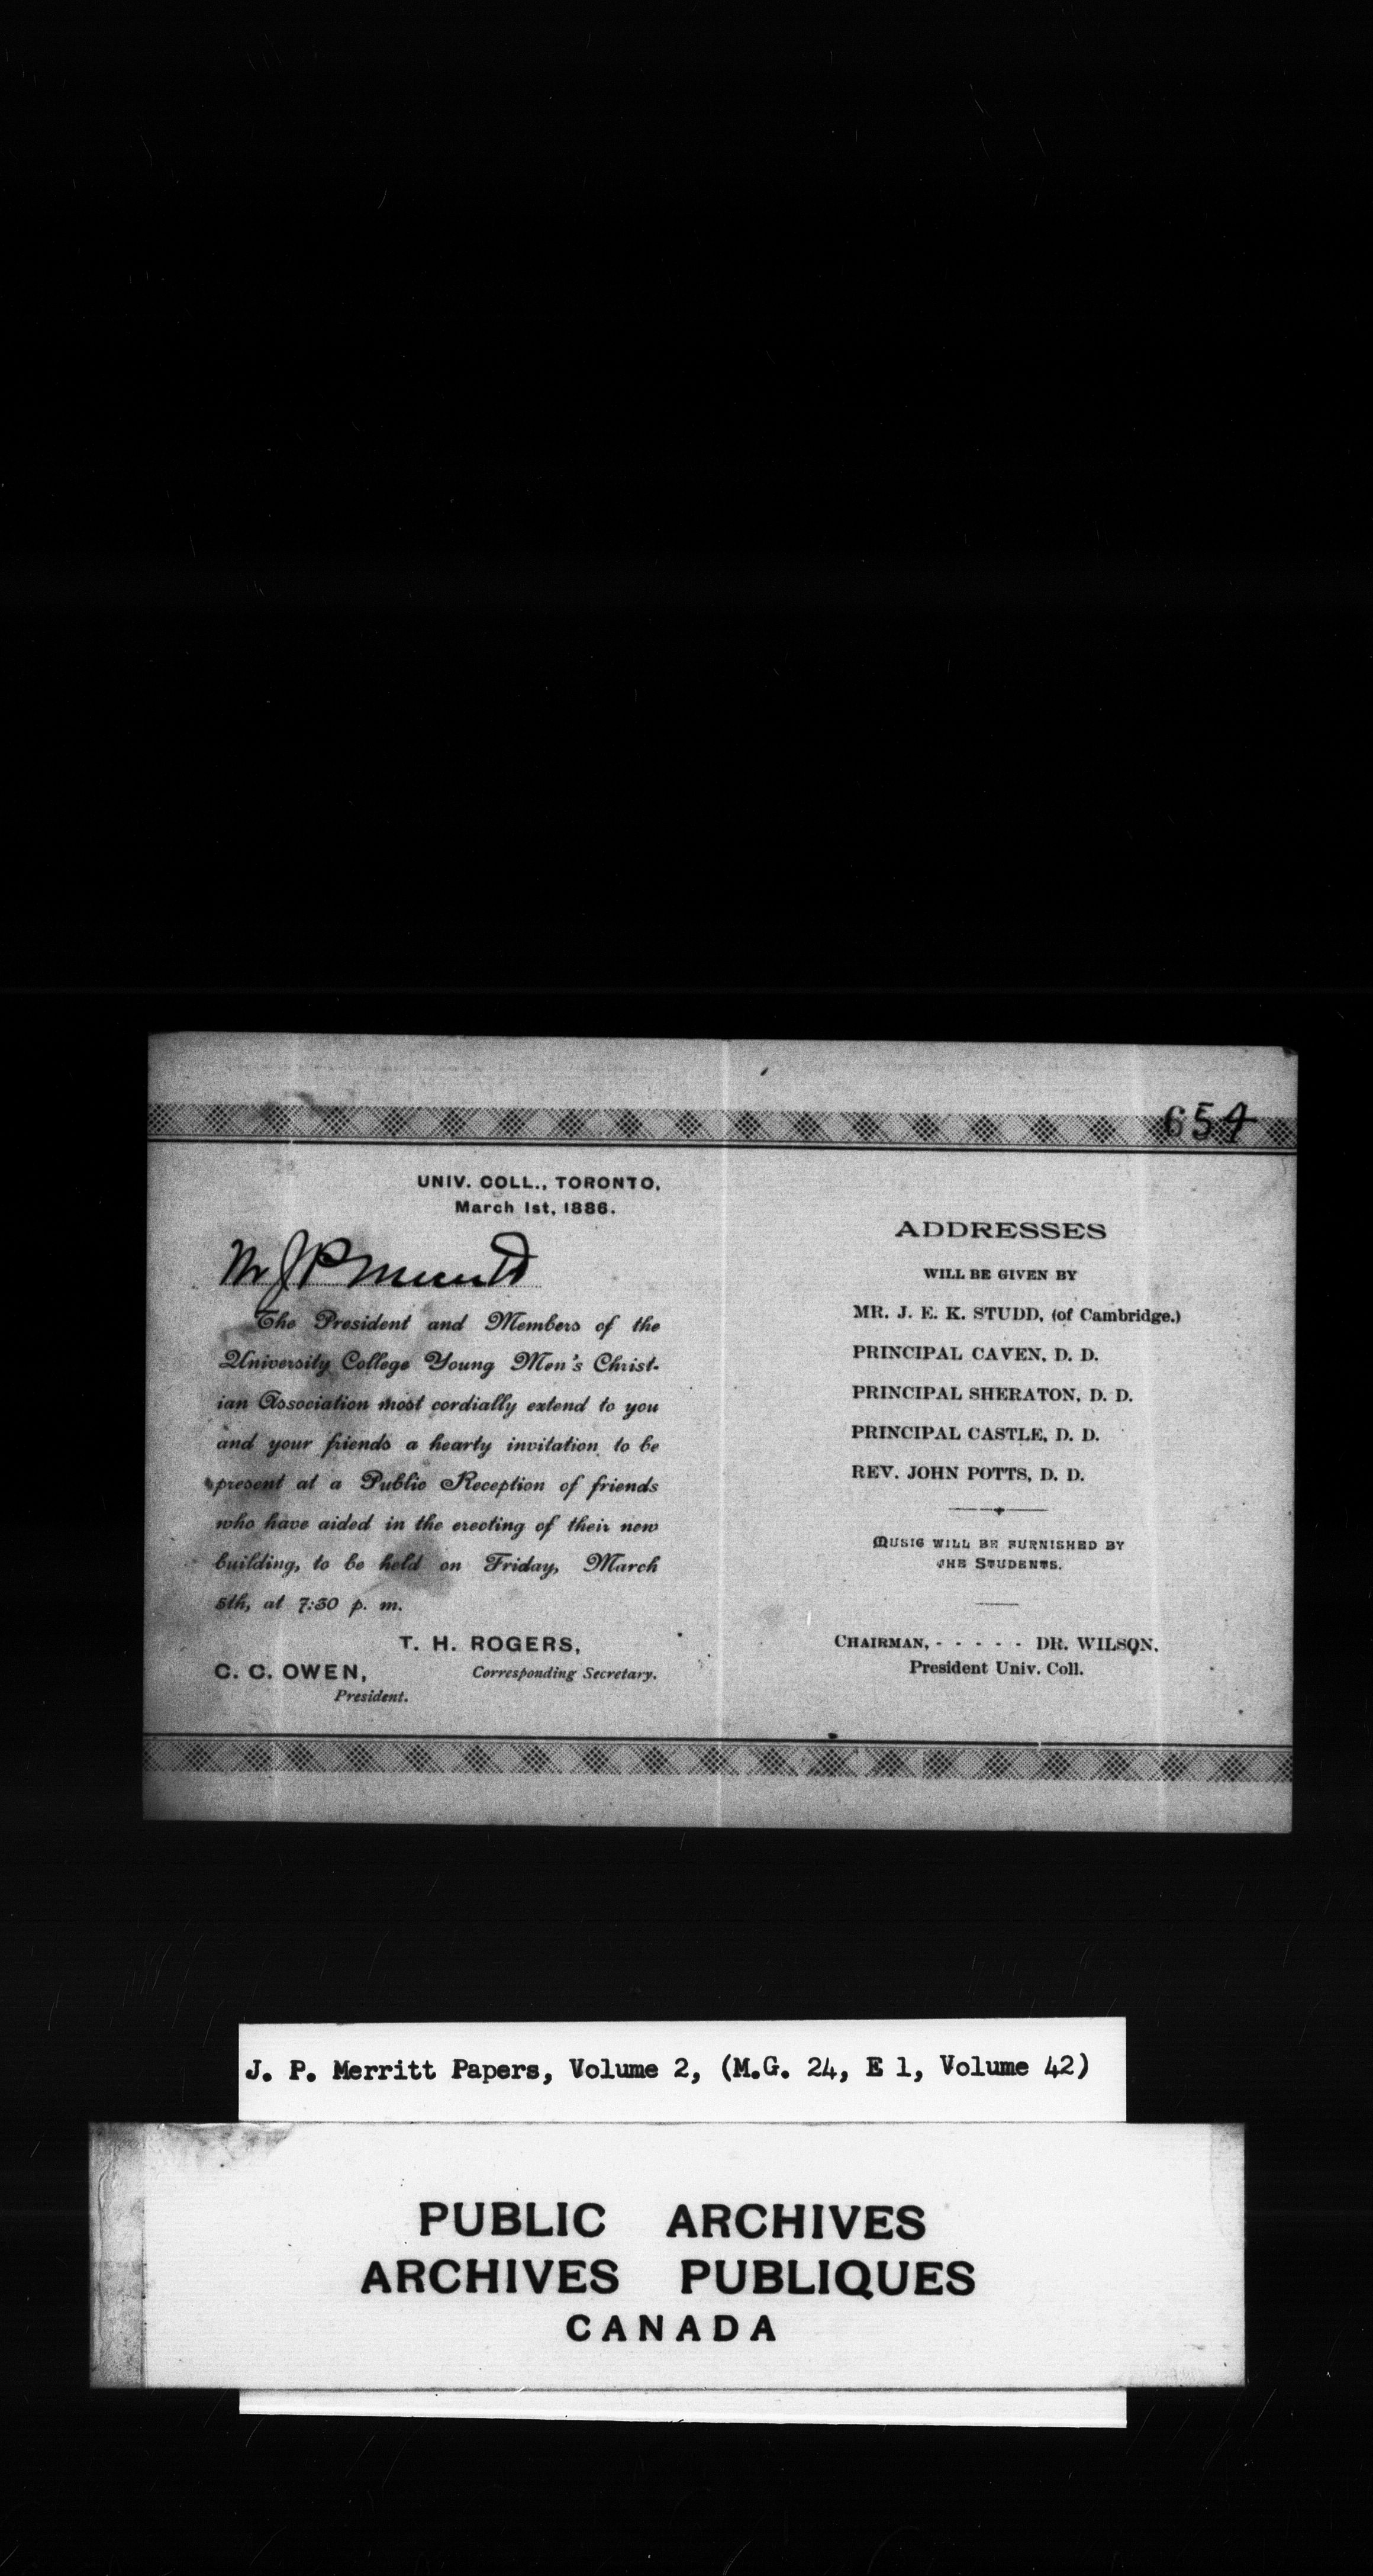 654
UNIV. COLL., TORONTO,
March 1st, 1886.
Mr J P Merritt
The President and Members of the
University College Young Men's Christ-
ian Association most cordially extend to you
and your friends a hearty invitation to be
present at a Public Reception of friends
who have aided in the erecting of their new
building, to be held on Friday, March
5th, at 7:30 p. m.
T. H. ROGERS,
Corresponding Secretary.
C. C. OWEN,
President.
ADDRESSES
WILL BE GIVEN BY
MR. J. E. K. STUDD, (of Cambridge.)
PRINCIPAL CAVEN, D. D.
PRINCIPAL SHERATON, D. D.
PRINCIPAL CASTLE, D. D.
REV. JOHN POTTS, D. D.
MUSIC WILL BE FURNISHED BY
THE STUDENTS.
CHAIRMAN, - - - - - DR. WILSON,
President Univ. Coll.
J. P. Merritt Papers, Volume 2, (M.G. 24, E 1, Volume 42)
PUBLIC ARCHIVES
ARCHIVES PUBLIQUES
CANADA